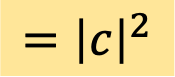 = |c|²